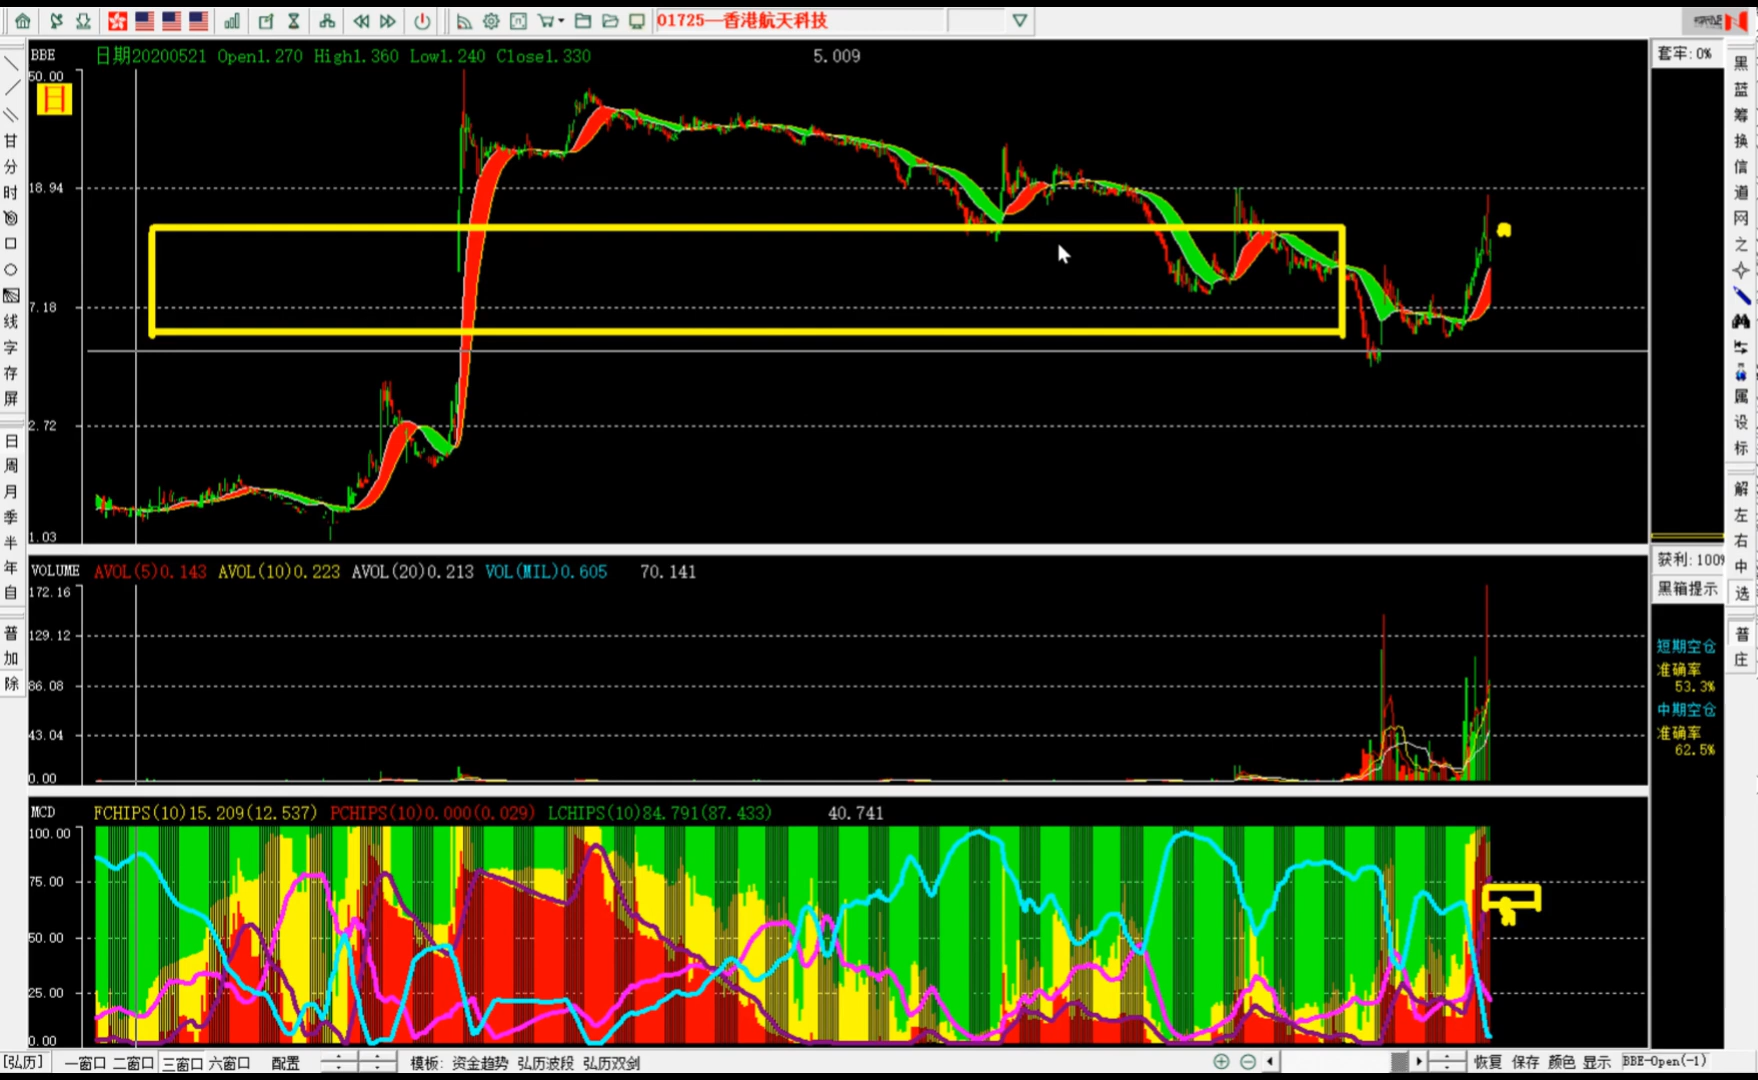 01725—香港航天科技
BBE
日期20200521 Open1.270 High1.360 Low1.240 Close1.330
5.009
套牢: 0%
50.00
日
18.94
7.18
2.72
1.03
甘
分
时
线
字
存
屏
日
周
月
季
半
年
自
普
加
除
黑
蓝
筹
换
信
道
网
之
属
设
标
解
左
右
中
选
普
庄
VOLUME AVOL(5)0.143 AVOL(10)0.223 AVOL(20)0.213 VOL(MIL)0.605 70.141
172.16
129.12
86.08
43.04
0.00
获利: 100%
黑箱提示
短期空仓
准确率
53.3%
中期空仓
准确率
62.5%
MCD FCHIPS(10)15.209(12.537) PCHIPS(10)0.000(0.029) LCHIPS(10)84.791(87.433) 40.741
100.00
75.00
50.00
25.00
0.00
[弘历] 一窗口 二窗口 三窗口 六窗口 配置 模板: 资金趋势 弘历波段 弘历双剑 恢复 保存 颜色 显示 BBE-Open(-1)